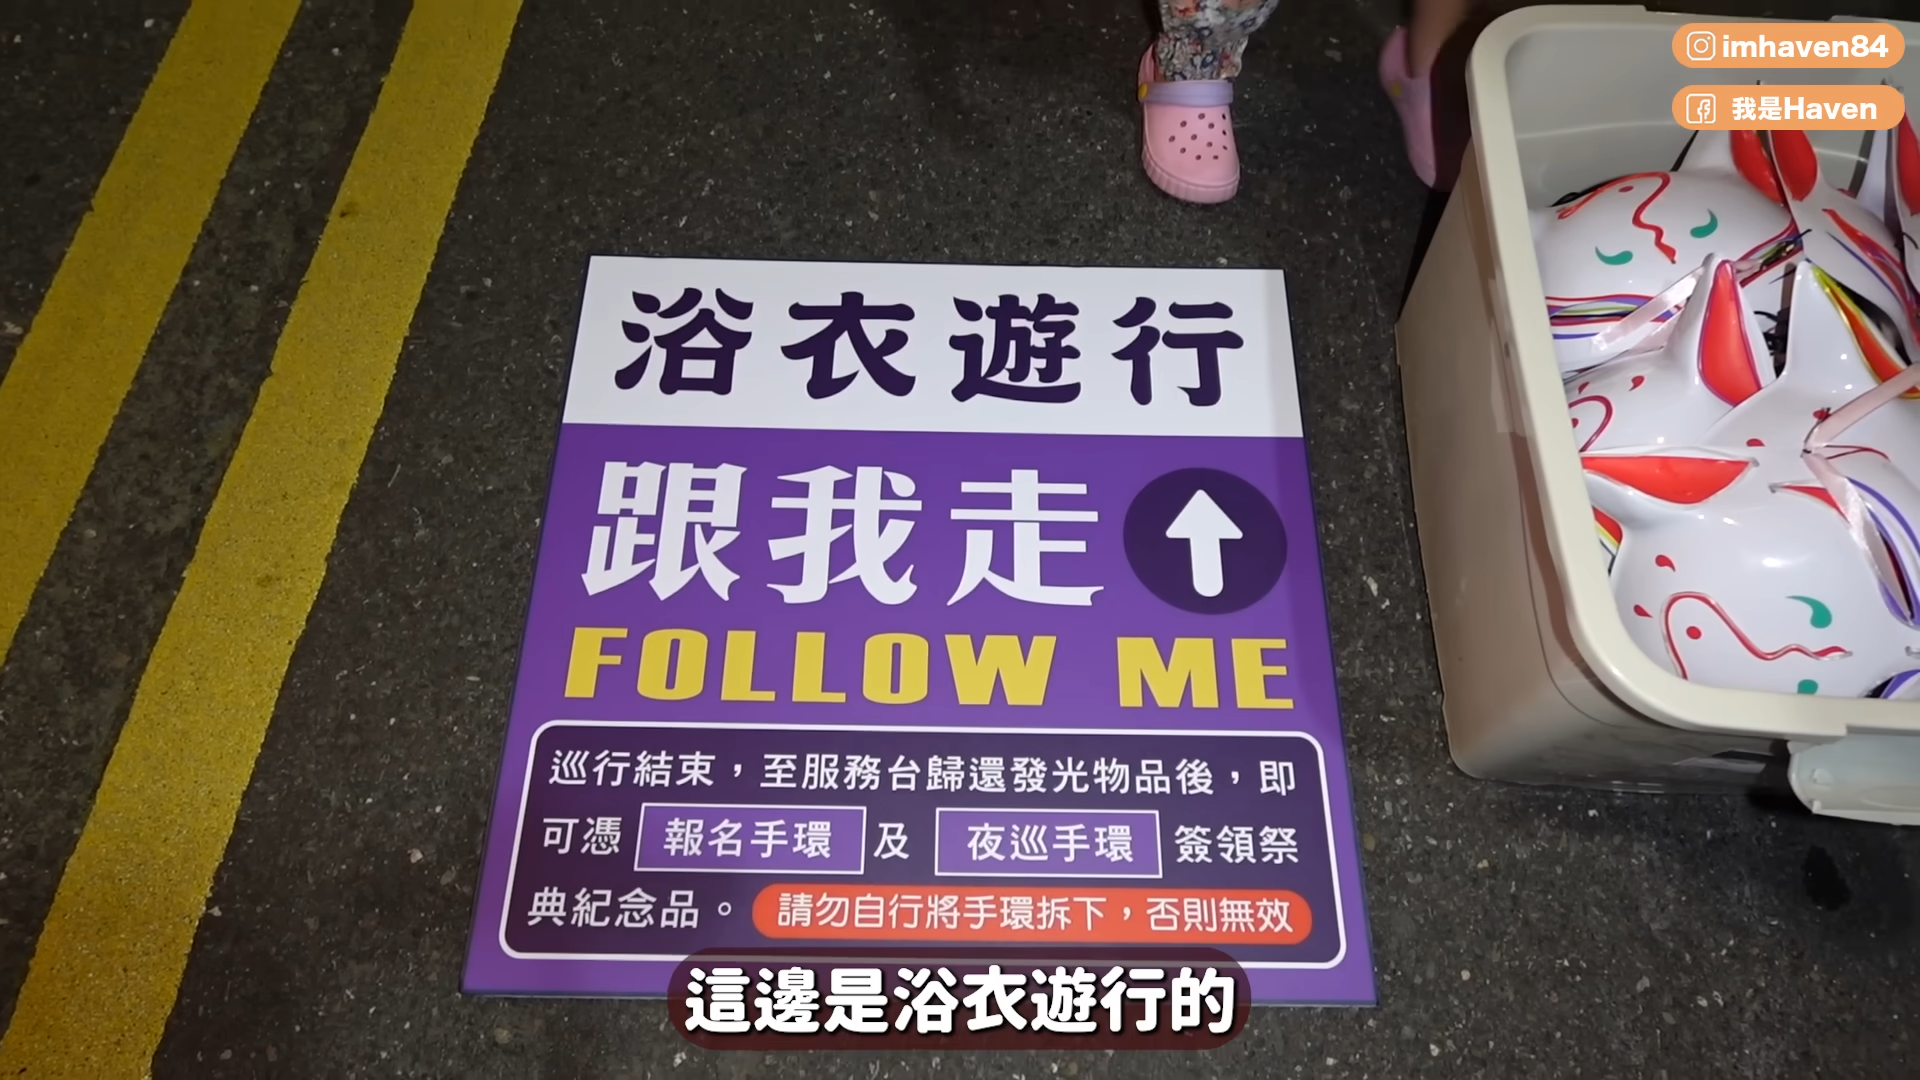 imhaven84
我是Haven
浴衣遊行
跟我走
FOLLOW ME
巡行結束，至服務台歸還發光物品後，即
可憑 報名手環 及 夜巡手環 簽領祭
典紀念品。 請勿自行將手環拆下，否則無效
這邊是浴衣遊行的